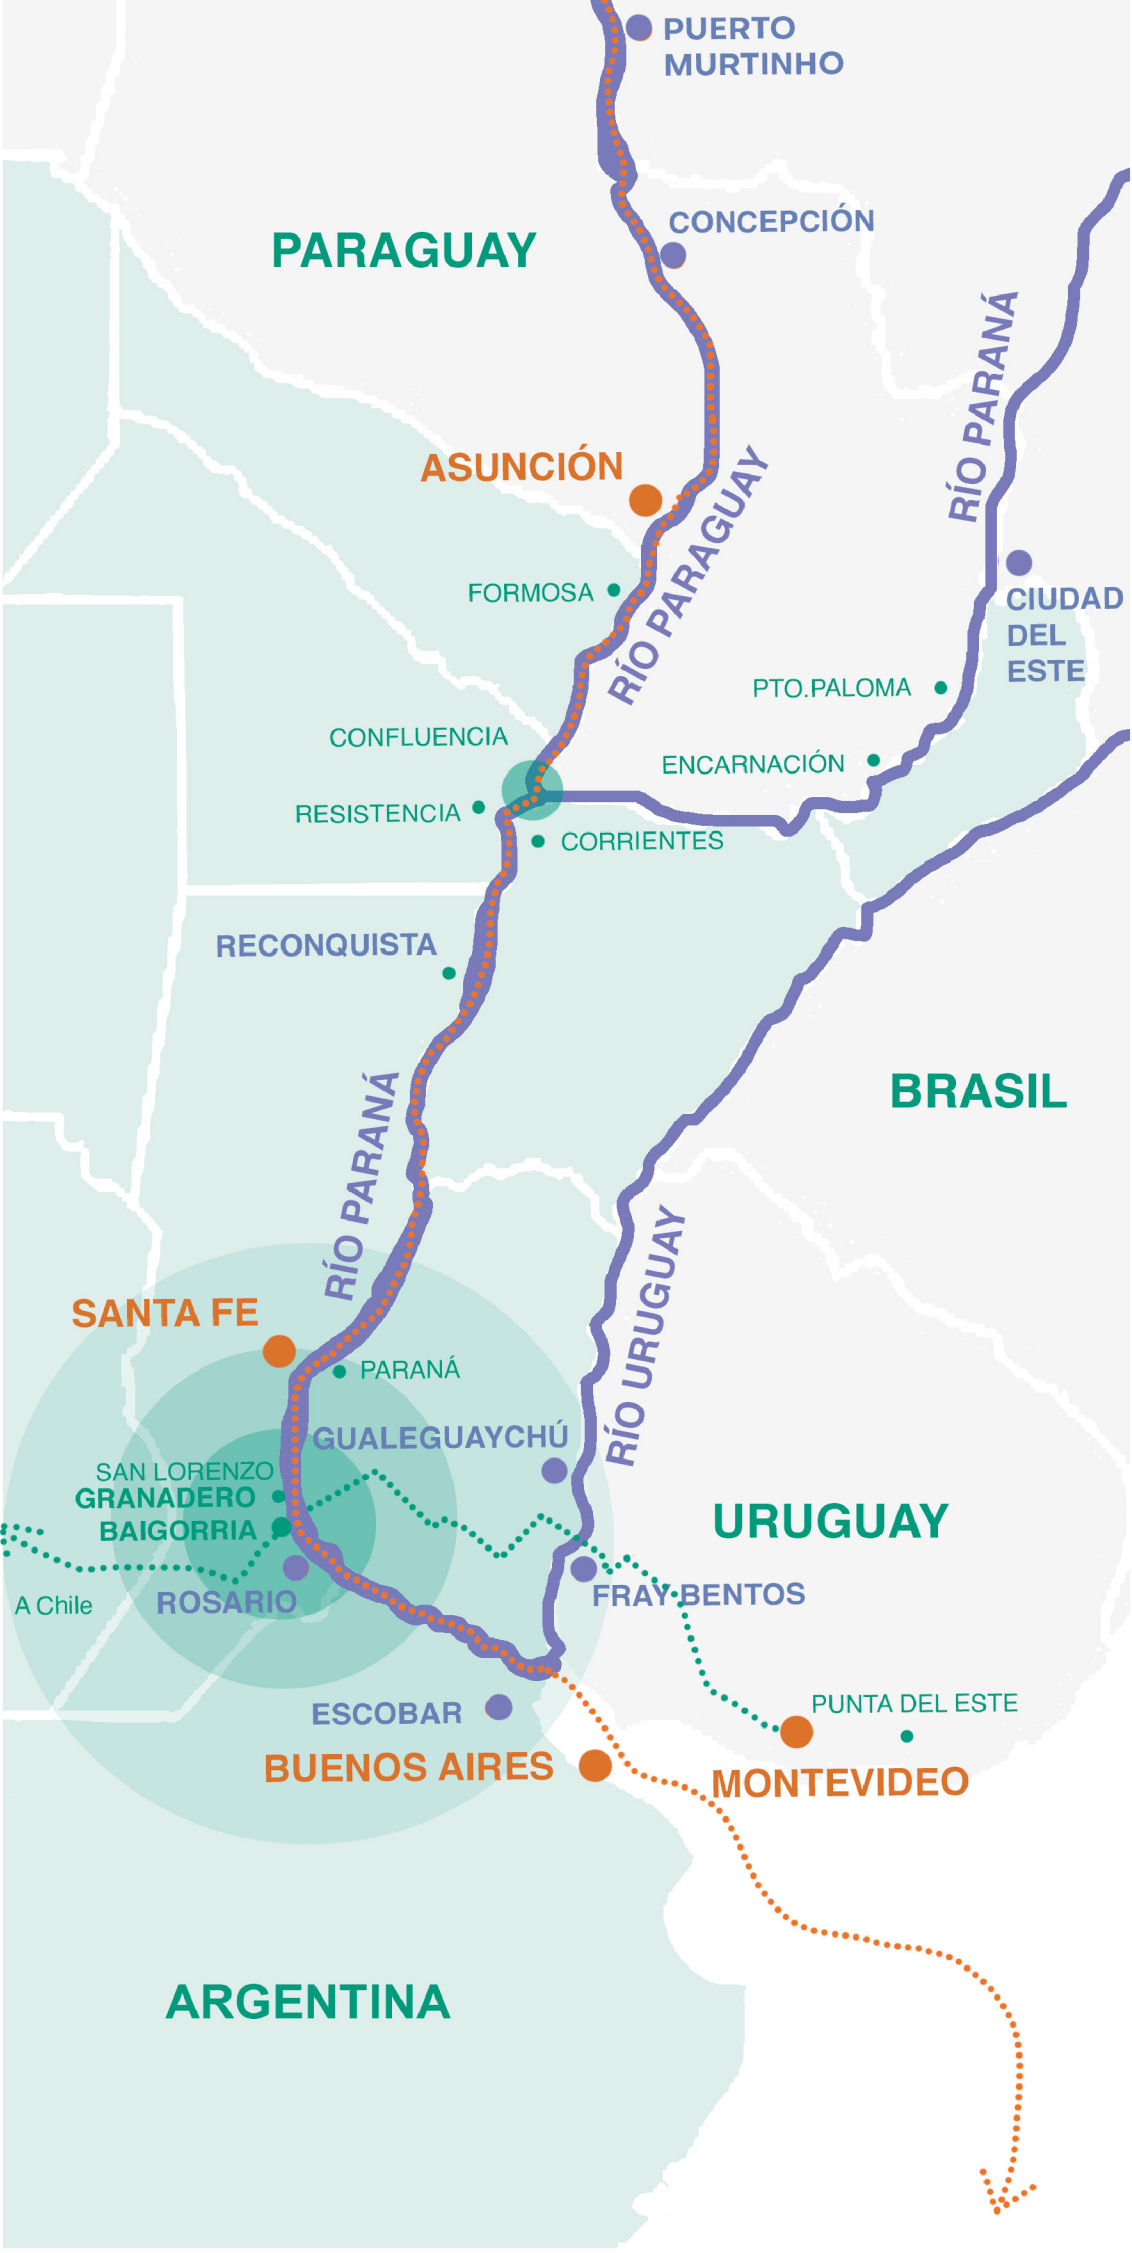 PUERTO
MURTINHO
CONCEPCIÓN
PARAGUAY
RÍO PARANÁ
ASUNCIÓN
RÍO PARAGUAY
FORMOSA
CIUDAD
DEL
ESTE
PTO.PALOMA
CONFLUENCIA
ENCARNACIÓN
RESISTENCIA
CORRIENTES
RECONQUISTA
BRASIL
RÍO PARANÁ
RÍO URUGUAY
SANTA FE
PARANÁ
GUALEGUAYCHÚ
SAN LORENZO
GRANADERO
BAIGORRIA
URUGUAY
A Chile
ROSARIO
FRAY BENTOS
ESCOBAR
PUNTA DEL ESTE
BUENOS AIRES
MONTEVIDEO
ARGENTINA